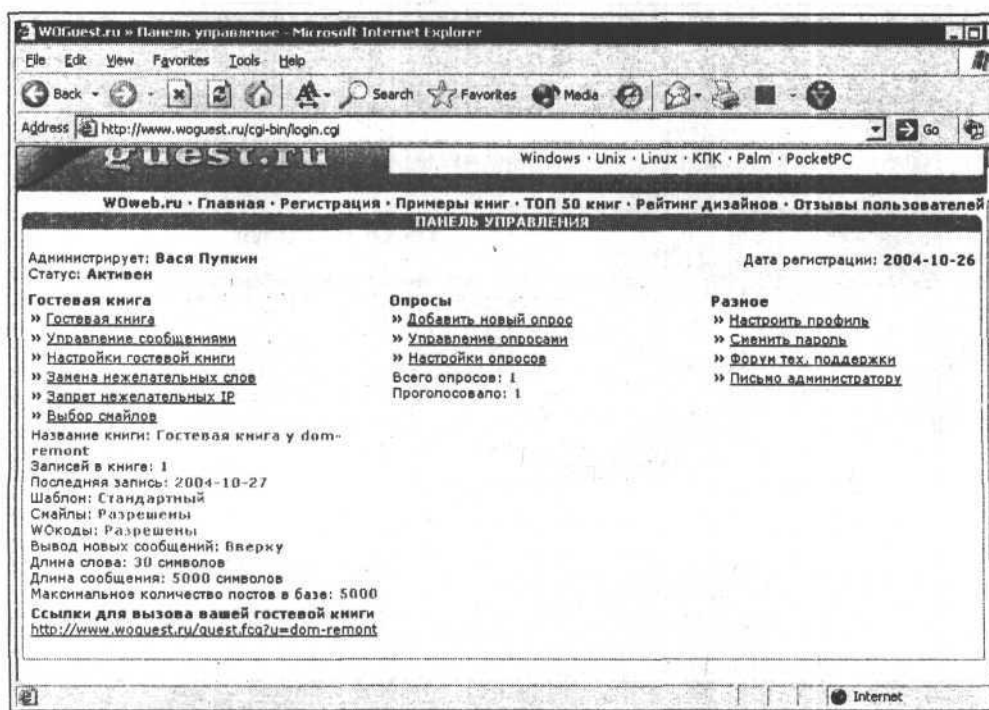 WOGuest.ru » Панель управление - Microsoft Internet Explorer
File Edit View Favorites Tools Help
Back Search Favorites Media
Address http://www.woguest.ru/cgi-bin/login.cgi Go
guest.ru
Windows · Unix · Linux · КПК · Palm · PocketPC
WOweb.ru · Главная · Регистрация · Примеры книг · ТОП 50 книг · Рейтинг дизайнов · Отзывы пользователей
ПАНЕЛЬ УПРАВЛЕНИЯ
Администрирует: Вася Пупкин
Статус: Активен
Дата регистрации: 2004-10-26
Гостевая книга
» Гостевая книга
» Управление сообщениями
» Настройки гостевой книги
» Замена нежелательных слов
» Запрет нежелательных IP
» Выбор смайлов
Название книги: Гостевая книга у dom-
remont
Записей в книге: 1
Последняя запись: 2004-10-27
Шаблон: Стандартный
Смайлы: Разрешены
WOкоды: Разрешены
Вывод новых сообщений: Вверху
Длина слова: 30 символов
Длина сообщения: 5000 символов
Максимальное количество постов в базе: 5000
Ссылки для вызова вашей гостевой книги
http://www.woguest.ru/guest.fcg?u=dom-remont
Опросы
» Добавить новый опрос
» Управление опросами
» Настройки опросов
Всего опросов: 1
Проголосовало: 1
Разное
» Настроить профиль
» Сменить пароль
» Форум тех. поддержки
» Письмо администратору
Internet